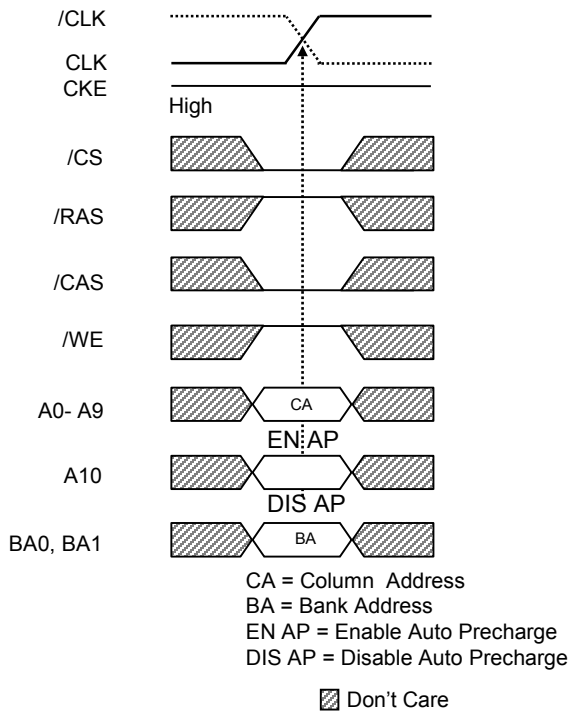 /CLK
CLK
CKE
High
/CS
/RAS
/CAS
/WE
A0- A9
CA
EN AP
A10
DIS AP
BA0, BA1
BA
CA = Column Address
BA = Bank Address
EN AP = Enable Auto Precharge
DIS AP = Disable Auto Precharge
Don't Care